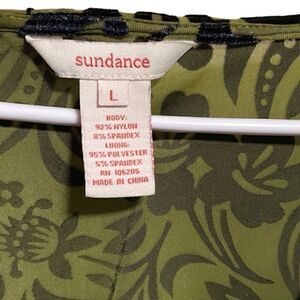 sundance
L
BODY:
92% NYLON
8% SPANDEX
LINING:
95% POLYESTER
5% SPANDEX
RN 106205
MADE IN CHINA